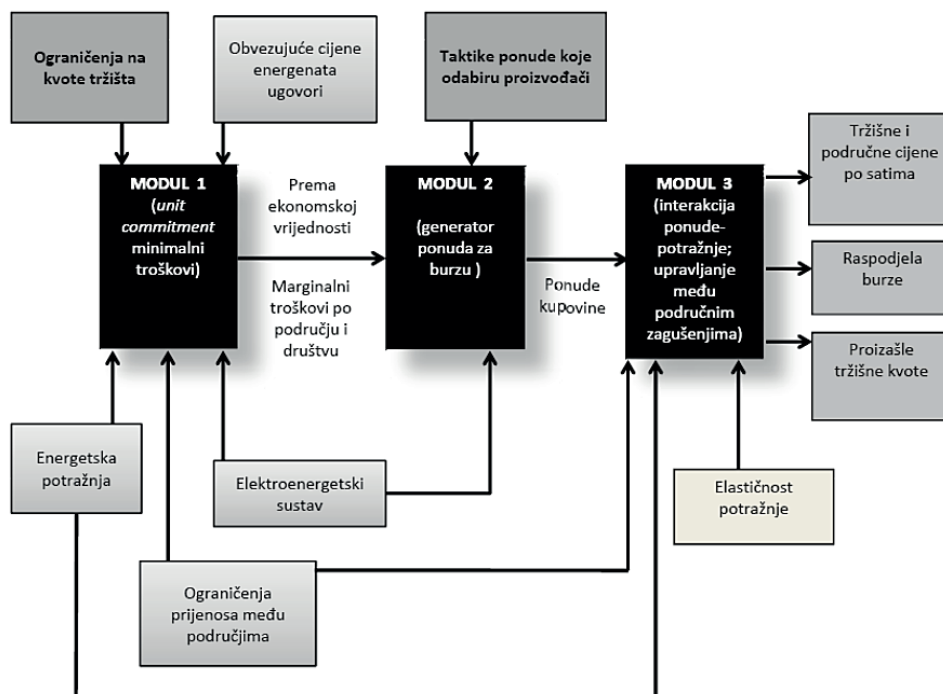 Ograničenja na
kvote tržišta
Obvezujuće cijene
energenata
ugovori
Taktike ponude koje
odabiru proizvođači
MODUL 1
(unit
commitment
minimalni
troškovi)
Prema
ekonomskoj
vrijednosti
Marginalni
troškovi po
području i
društvu
MODUL 2
(generator
ponuda za
burzu )
Ponude
kupovine
MODUL 3
(interakcija
ponude-
potražnje;
upravljanje
među
područnim
zagušenjima)
Tržišne i
područne cijene
po satima
Raspodjela
burze
Proizašle
tržišne kvote
Energetska
potražnja
Elektroenergetski
sustav
Elastičnost
potražnje
Ograničenja
prijenosa među
područjima